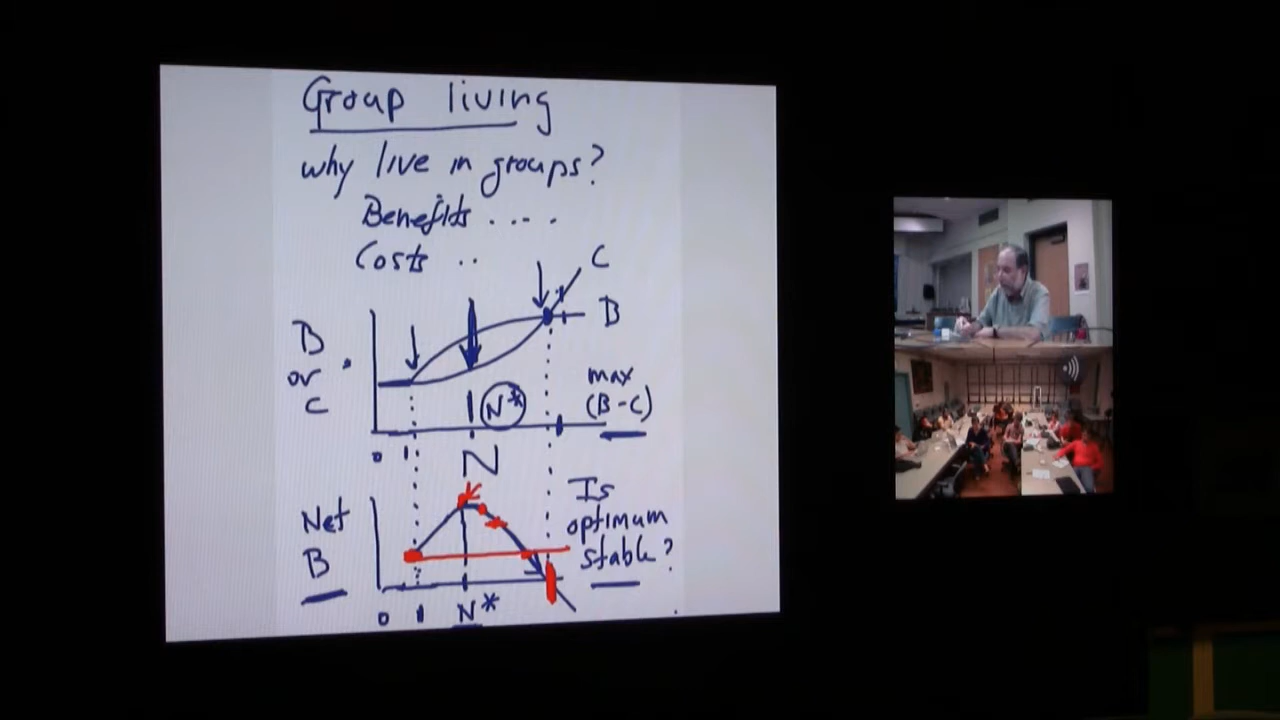 Group living
why live in groups?
Benefits ....
Costs ..
C
B
B
or
C
max
(B-C)
N*
0 1
N
Net
B
Is
optimum
stable?
0 1 N*